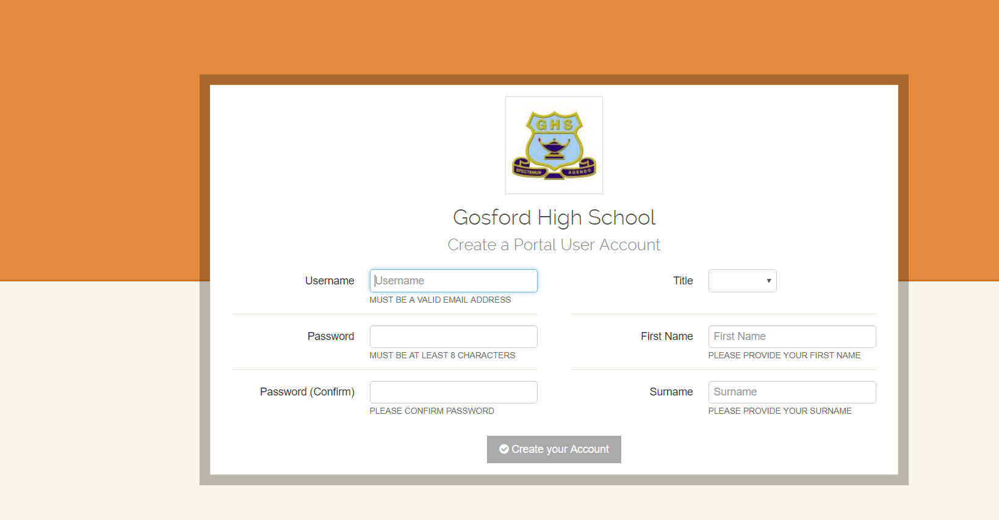 GHS
SPECTEMUR AGENDO
Gosford High School
Create a Portal User Account
Username
Username
MUST BE A VALID EMAIL ADDRESS
Title
Password
MUST BE AT LEAST 8 CHARACTERS
First Name
First Name
PLEASE PROVIDE YOUR FIRST NAME
Password (Confirm)
PLEASE CONFIRM PASSWORD
Surname
Surname
PLEASE PROVIDE YOUR SURNAME
Create your Account